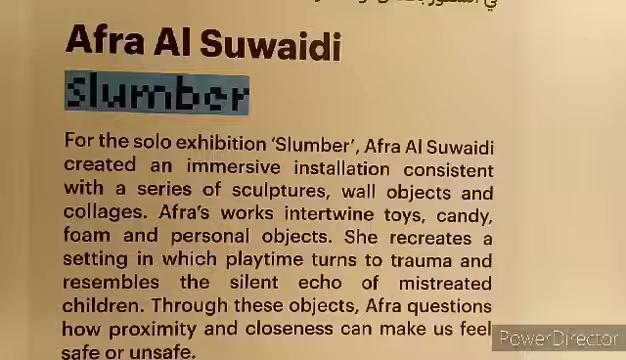 Afra Al Suwaidi
slumber
For the solo exhibition ‘Slumber’, Afra Al Suwaidi
created an immersive installation consistent
with a series of sculptures, wall objects and
collages. Afra’s works intertwine toys, candy,
foam and personal objects. She recreates a
setting in which playtime turns to trauma and
resembles the silent echo of mistreated
children. Through these objects, Afra questions
how proximity and closeness can make us feel
safe or unsafe.
PowerDirector